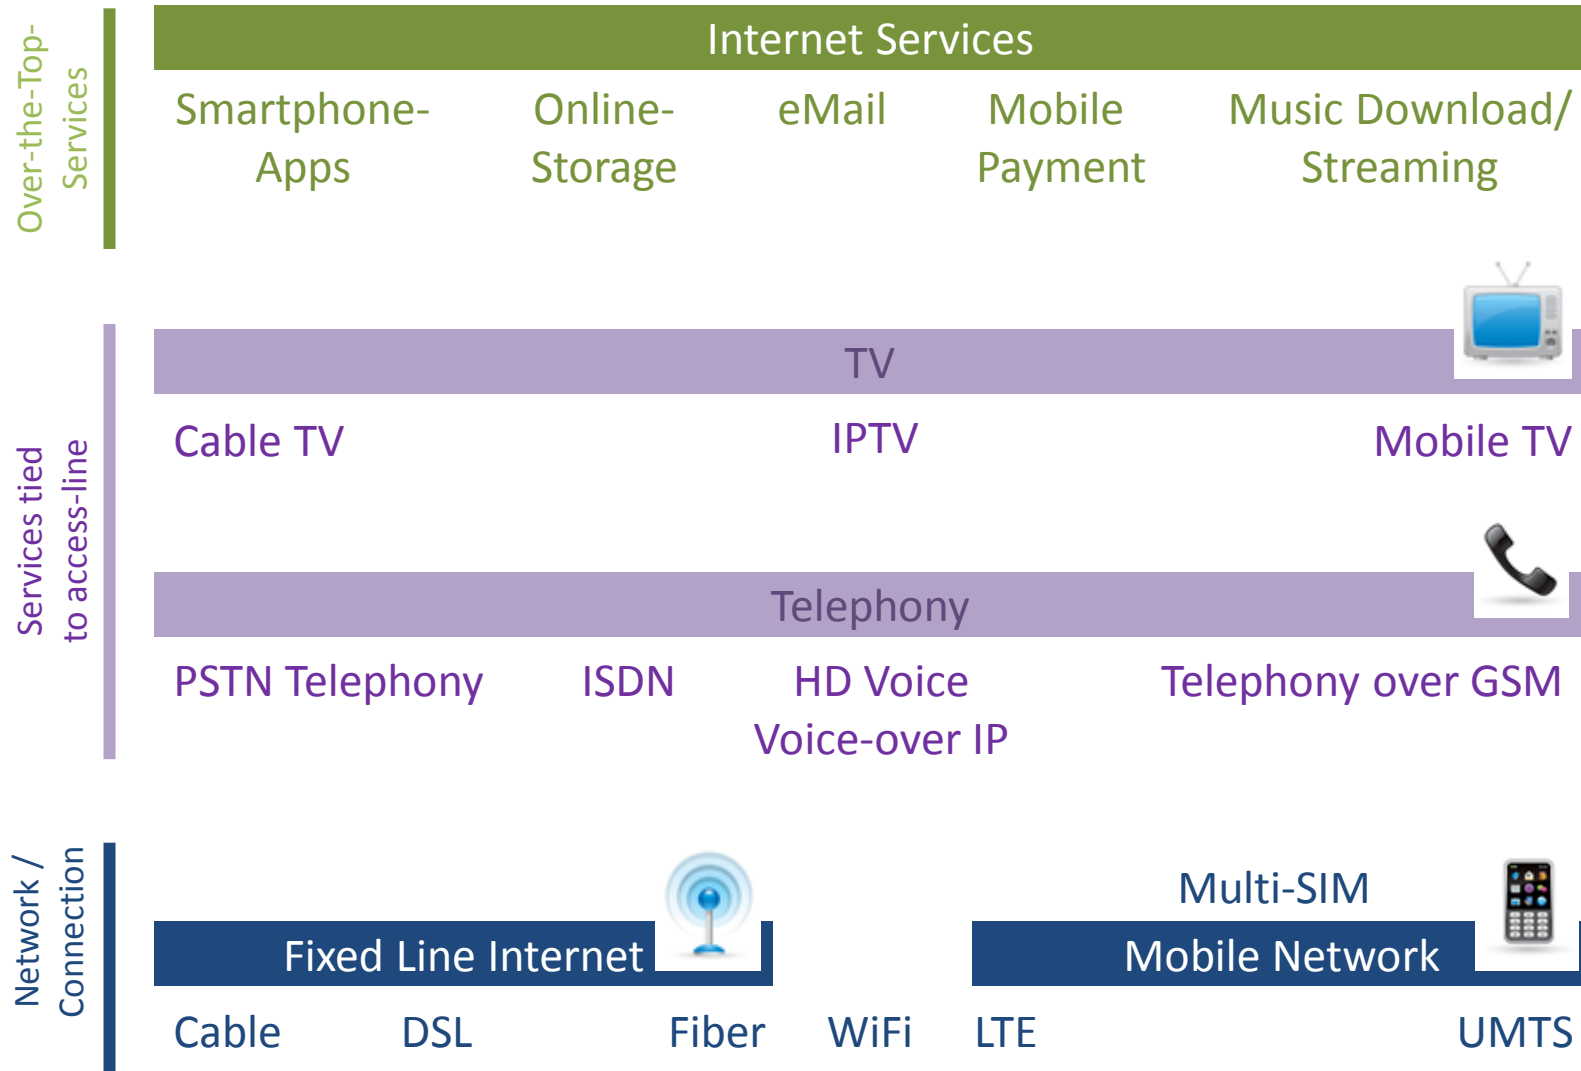 Over-the-Top-
Services
Internet Services
Smartphone-
Apps
Online-
Storage
eMail
Mobile
Payment
Music Download/
Streaming
Services tied
to access-line
TV
Cable TV
IPTV
Mobile TV
Telephony
PSTN Telephony
ISDN
HD Voice
Voice-over IP
Telephony over GSM
Network /
Connection
Multi-SIM
Fixed Line Internet
Mobile Network
Cable
DSL
Fiber
WiFi
LTE
UMTS